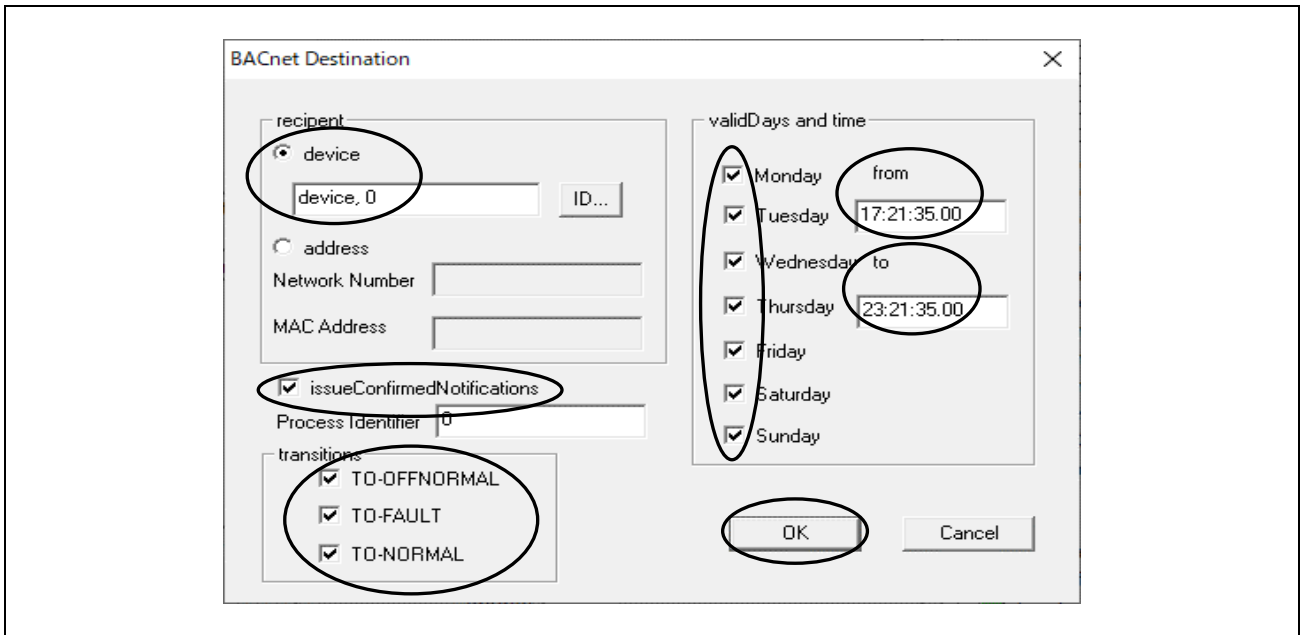 BACnet Destination
recipent
device
device, 0
ID...
address
Network Number
MAC Address
issueConfirmedNotifications
Process Identifier 0
transitions
TO-OFFNORMAL
TO-FAULT
TO-NORMAL
validDays and time
Monday from
Tuesday 17:21:35.00
Wednesday to
Thursday 23:21:35.00
Friday
Saturday
Sunday
OK Cancel